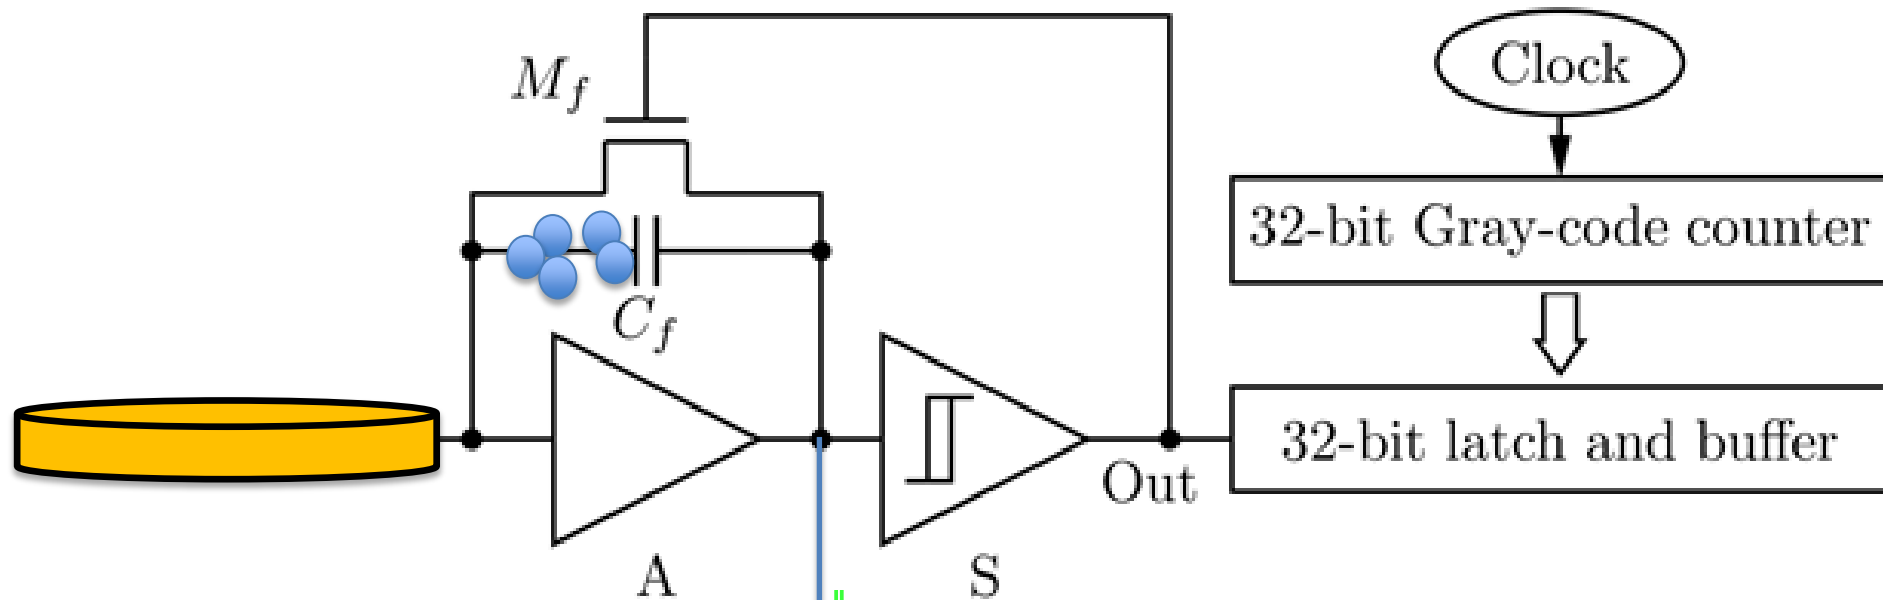 M_f
Clock
32-bit Gray-code counter
C_f
32-bit latch and buffer
Out
A
S